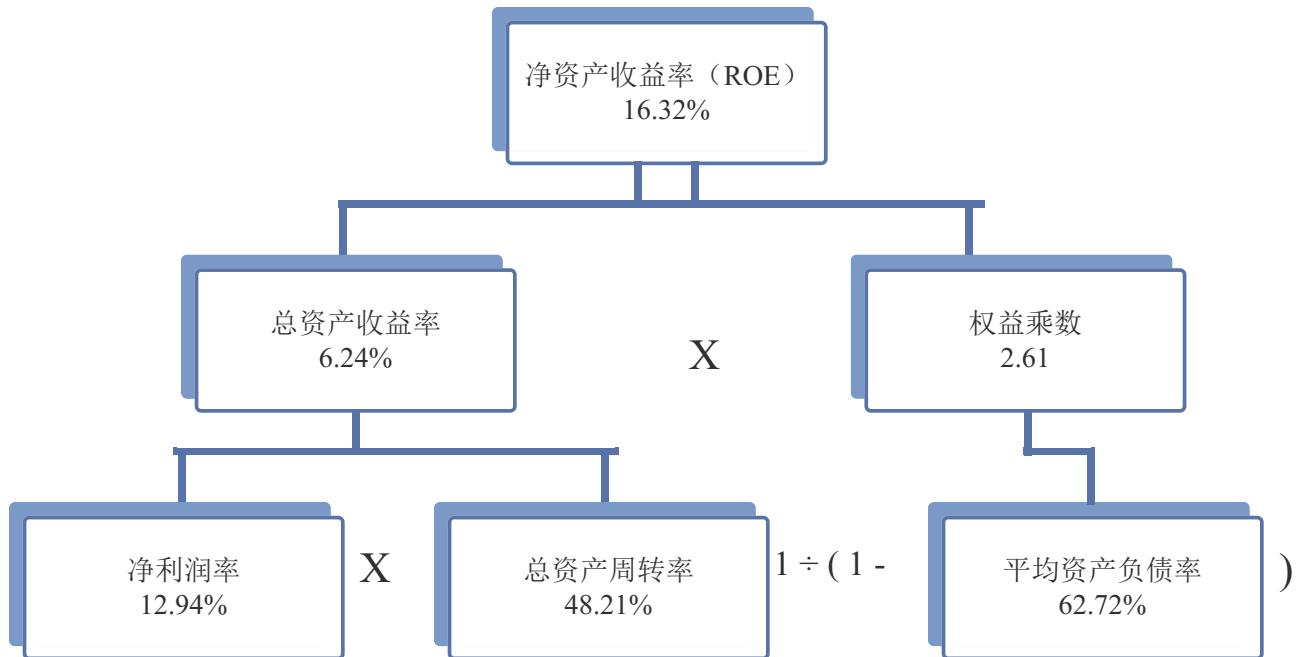 净资产收益率（ROE）
16.32%
总资产收益率
6.24%
X
权益乘数
2.61
净利润率
12.94%
X
总资产周转率
48.21%
1 ÷ ( 1 -
平均资产负债率
62.72%
)